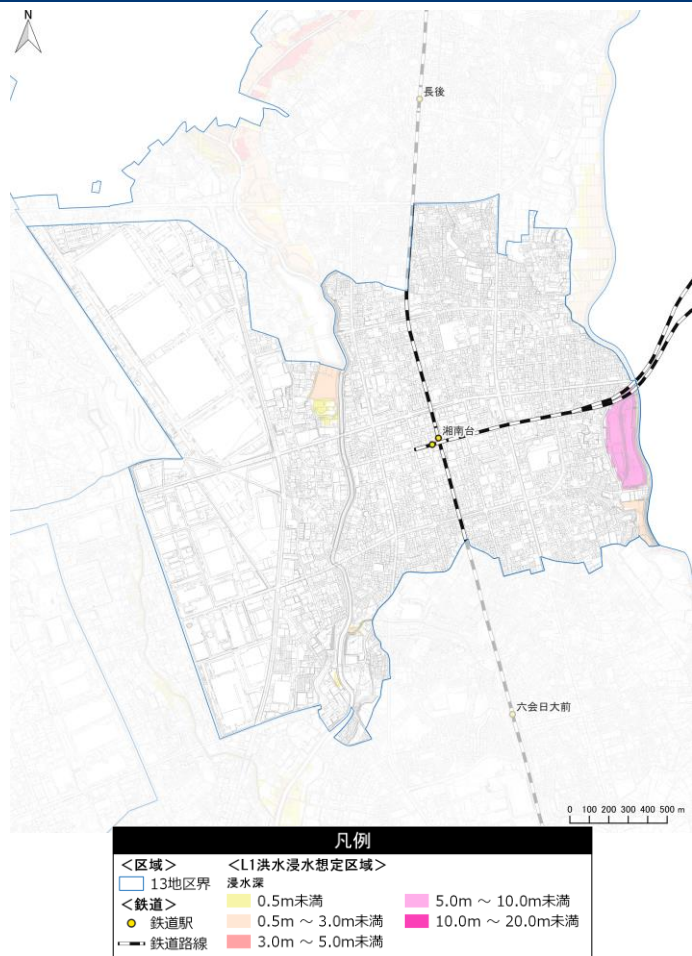 N
長後
湘南台
六会日大前
0 100 200 300 400 500 m
凡例
＜区域＞
13地区界
＜鉄道＞
鉄道駅
鉄道路線
＜L1洪水浸水想定区域＞
浸水深
0.5m未満
0.5m ～ 3.0m未満
3.0m ～ 5.0m未満
5.0m ～ 10.0m未満
10.0m ～ 20.0m未満